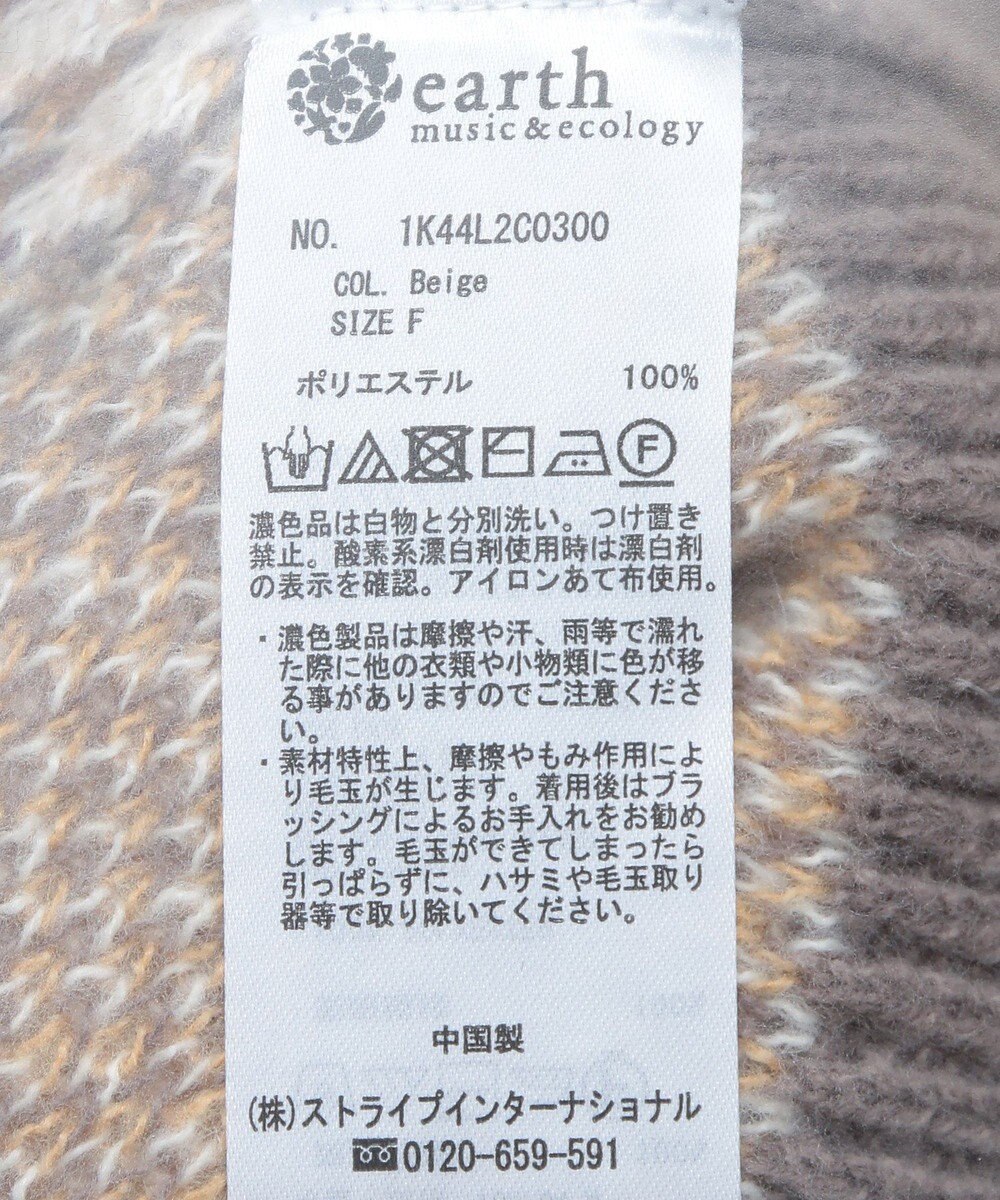 earth
music&ecology
NO. 1K44L2C0300
COL. Beige
SIZE F
ポリエステル 100%
F
濃色品は白物と分別洗い。つけ置き
禁止。酸素系漂白剤使用時は漂白剤
の表示を確認。アイロンあて布使用。
・濃色製品は摩擦や汗、雨等で濡れ
た際に他の衣類や小物類に色が移
る事がありますのでご注意くださ
い。
・素材特性上、摩擦やもみ作用によ
り毛玉が生じます。着用後はブラ
ッシングによるお手入れをお勧め
します。毛玉ができてしまったら
引っぱらずに、ハサミや毛玉取り
器等で取り除いてください。
中国製
(株)ストライプインターナショナル
0120-659-591